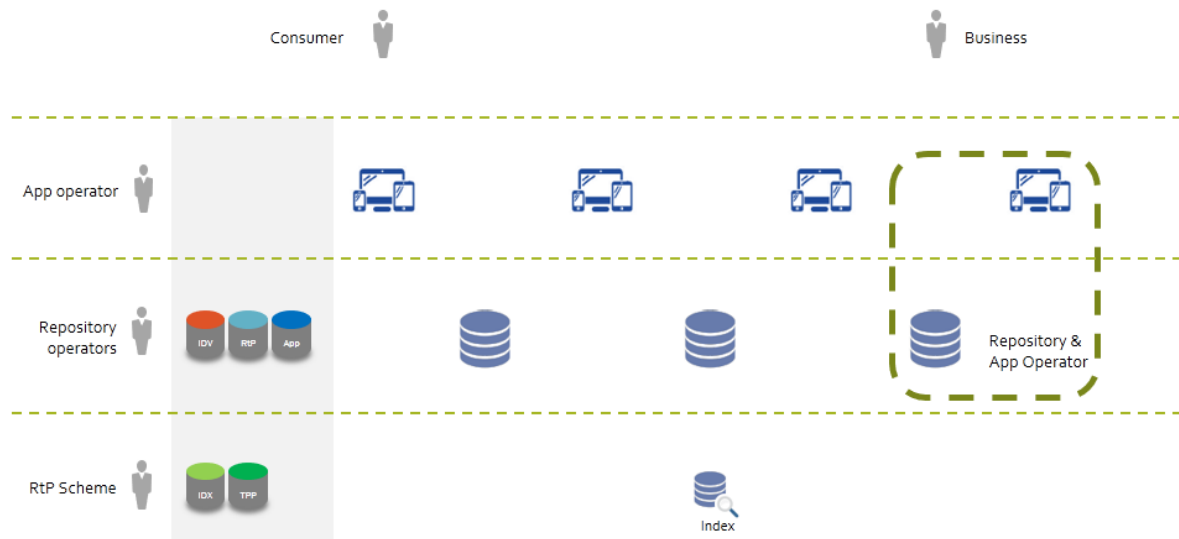 Consumer
Business
App operator
Repository
operators
IDV
RtP
App
Repository &
App Operator
RtP Scheme
IDX
TPP
Index